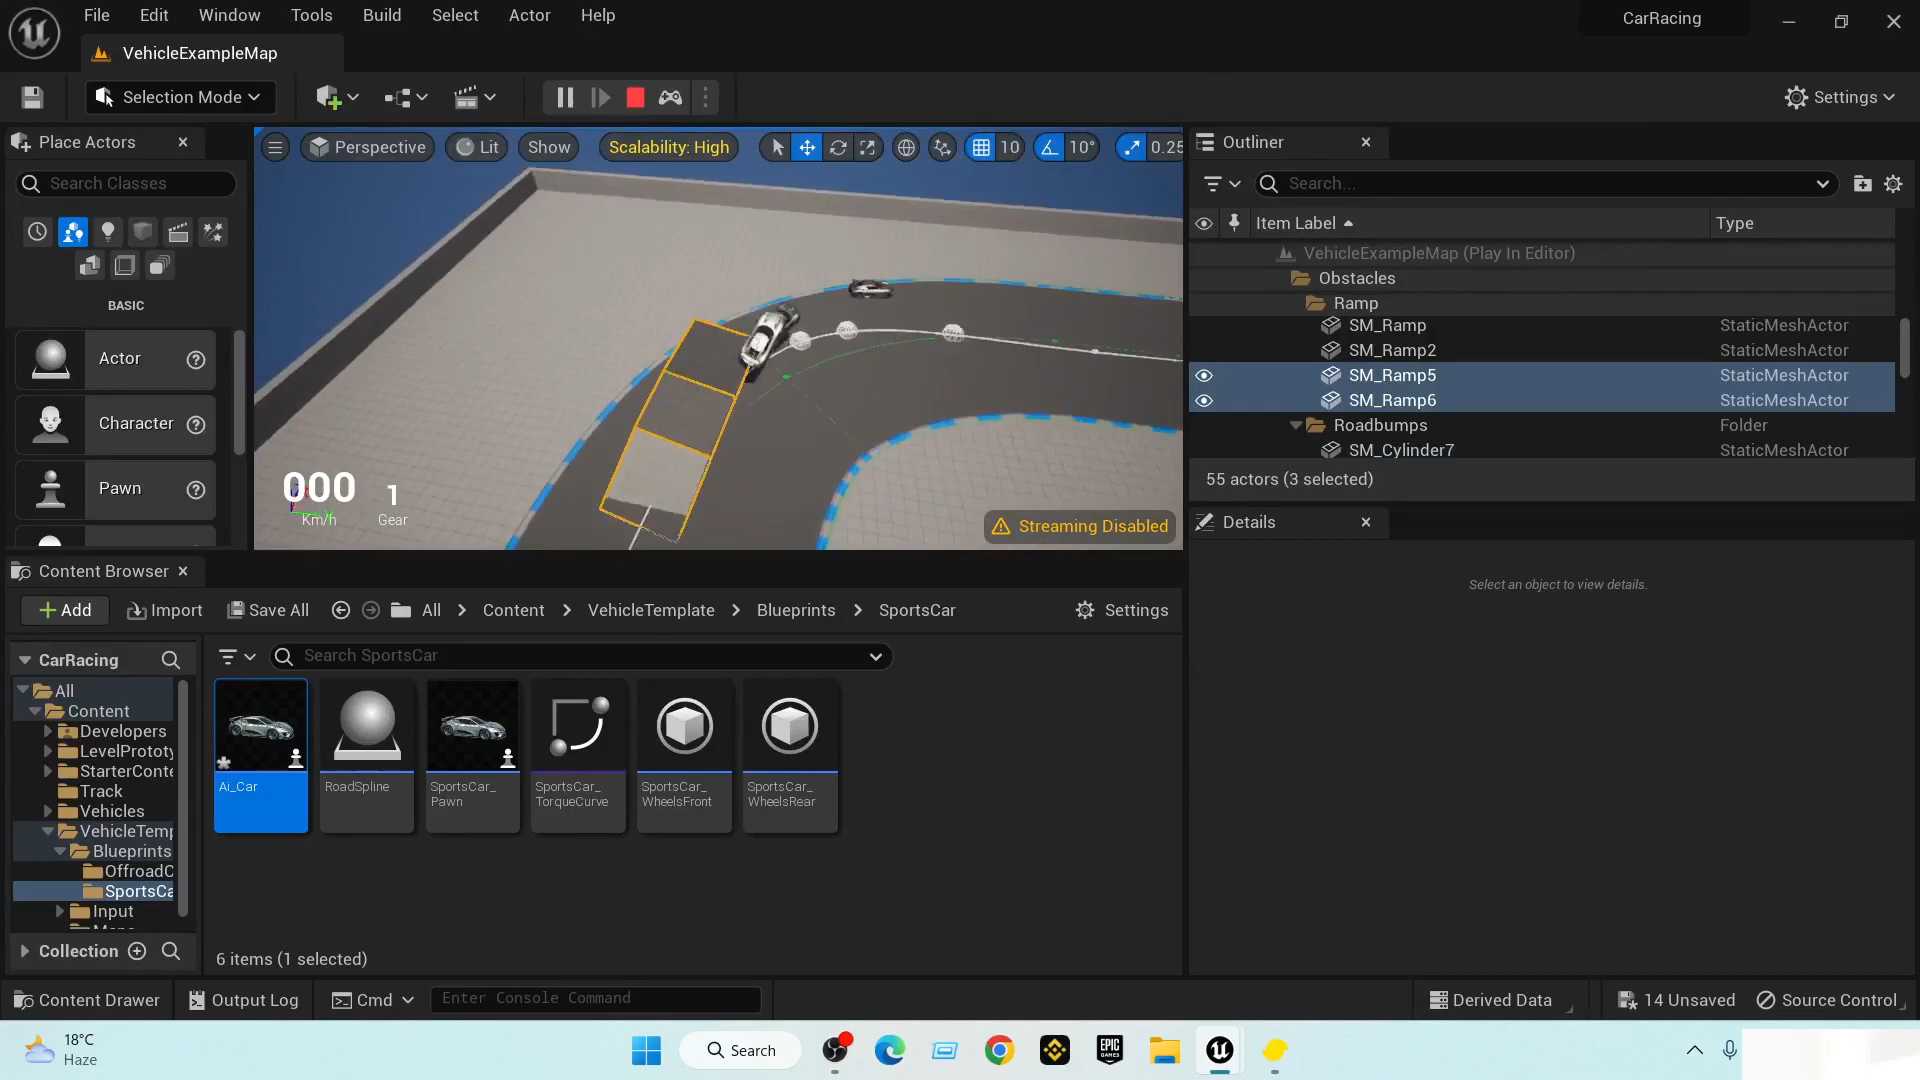 File Edit Window Tools Build Select Actor Help
CarRacing
VehicleExampleMap
Selection Mode
Settings
Place Actors
Search Classes
BASIC
Actor
Character
Pawn
Perspective Lit Show Scalability: High 10 10° 0.25
000 1
Km/h Gear
Streaming Disabled
Outliner
Search...
Item Label Type
VehicleExampleMap (Play In Editor)
Obstacles
Ramp
SM_Ramp StaticMeshActor
SM_Ramp2 StaticMeshActor
SM_Ramp5 StaticMeshActor
SM_Ramp6 StaticMeshActor
Roadbumps Folder
SM_Cylinder7 StaticMeshActor
55 actors (3 selected)
Details
Select an object to view details.
Content Browser
Add Import Save All All Content VehicleTemplate Blueprints SportsCar Settings
CarRacing
Search SportsCar
All
Content
Developers
LevelPrototy
StarterConte
Track
Vehicles
VehicleTemp
Blueprints
OffroadC
SportsCa
Input
Collection
Ai_Car
RoadSpline
SportsCar_
Pawn
SportsCar_
TorqueCurve
SportsCar_
WheelsFront
SportsCar_
WheelsRear
6 items (1 selected)
Content Drawer Output Log Cmd Enter Console Command Derived Data 14 Unsaved Source Control
18°C
Haze
Search
EPIC
GAMES